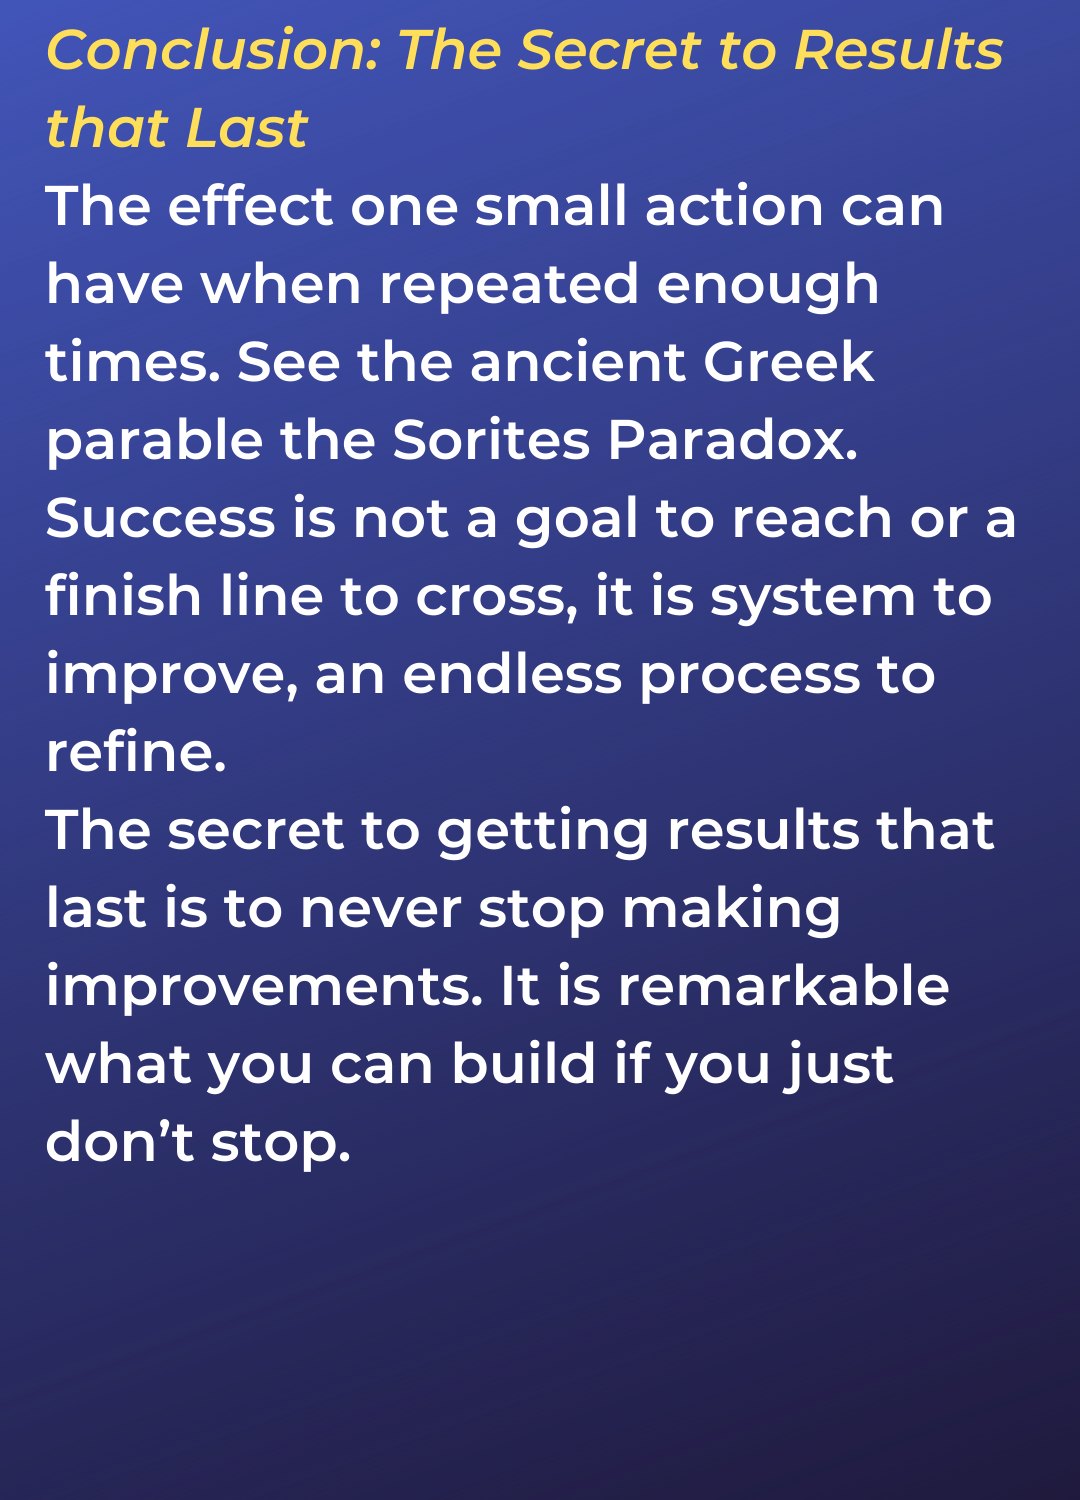 Conclusion: The Secret to Results
that Last
The effect one small action can
have when repeated enough
times. See the ancient Greek
parable the Sorites Paradox.
Success is not a goal to reach or a
finish line to cross, it is system to
improve, an endless process to
refine.
The secret to getting results that
last is to never stop making
improvements. It is remarkable
what you can build if you just
don’t stop.